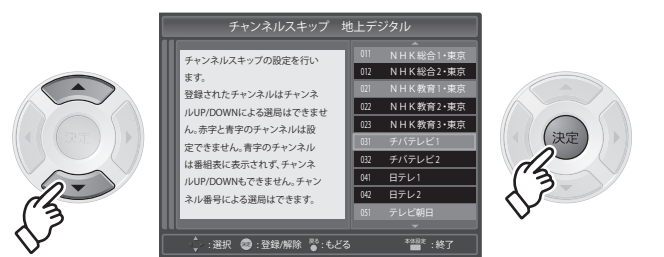 チャンネルスキップ 地上デジタル
チャンネルスキップの設定を行い
ます。
登録されたチャンネルはチャンネ
ルUP/DOWNによる選局はできませ
ん。赤字と青字のチャンネルは設
定できません。青字のチャンネル
は番組表に表示されず、チャンネ
ルUP/DOWNもできません。チャン
ネル番号による選局はできます。
011 NHK総合1・東京
012 NHK総合2・東京
021 NHK教育1・東京
022 NHK教育2・東京
023 NHK教育3・東京
031 チバテレビ1
032 チバテレビ2
041 日テレ1
042 日テレ2
051 テレビ朝日
:選択 決定 :登録/解除 戻る :もどる 本体設定 :終了
決定
決定